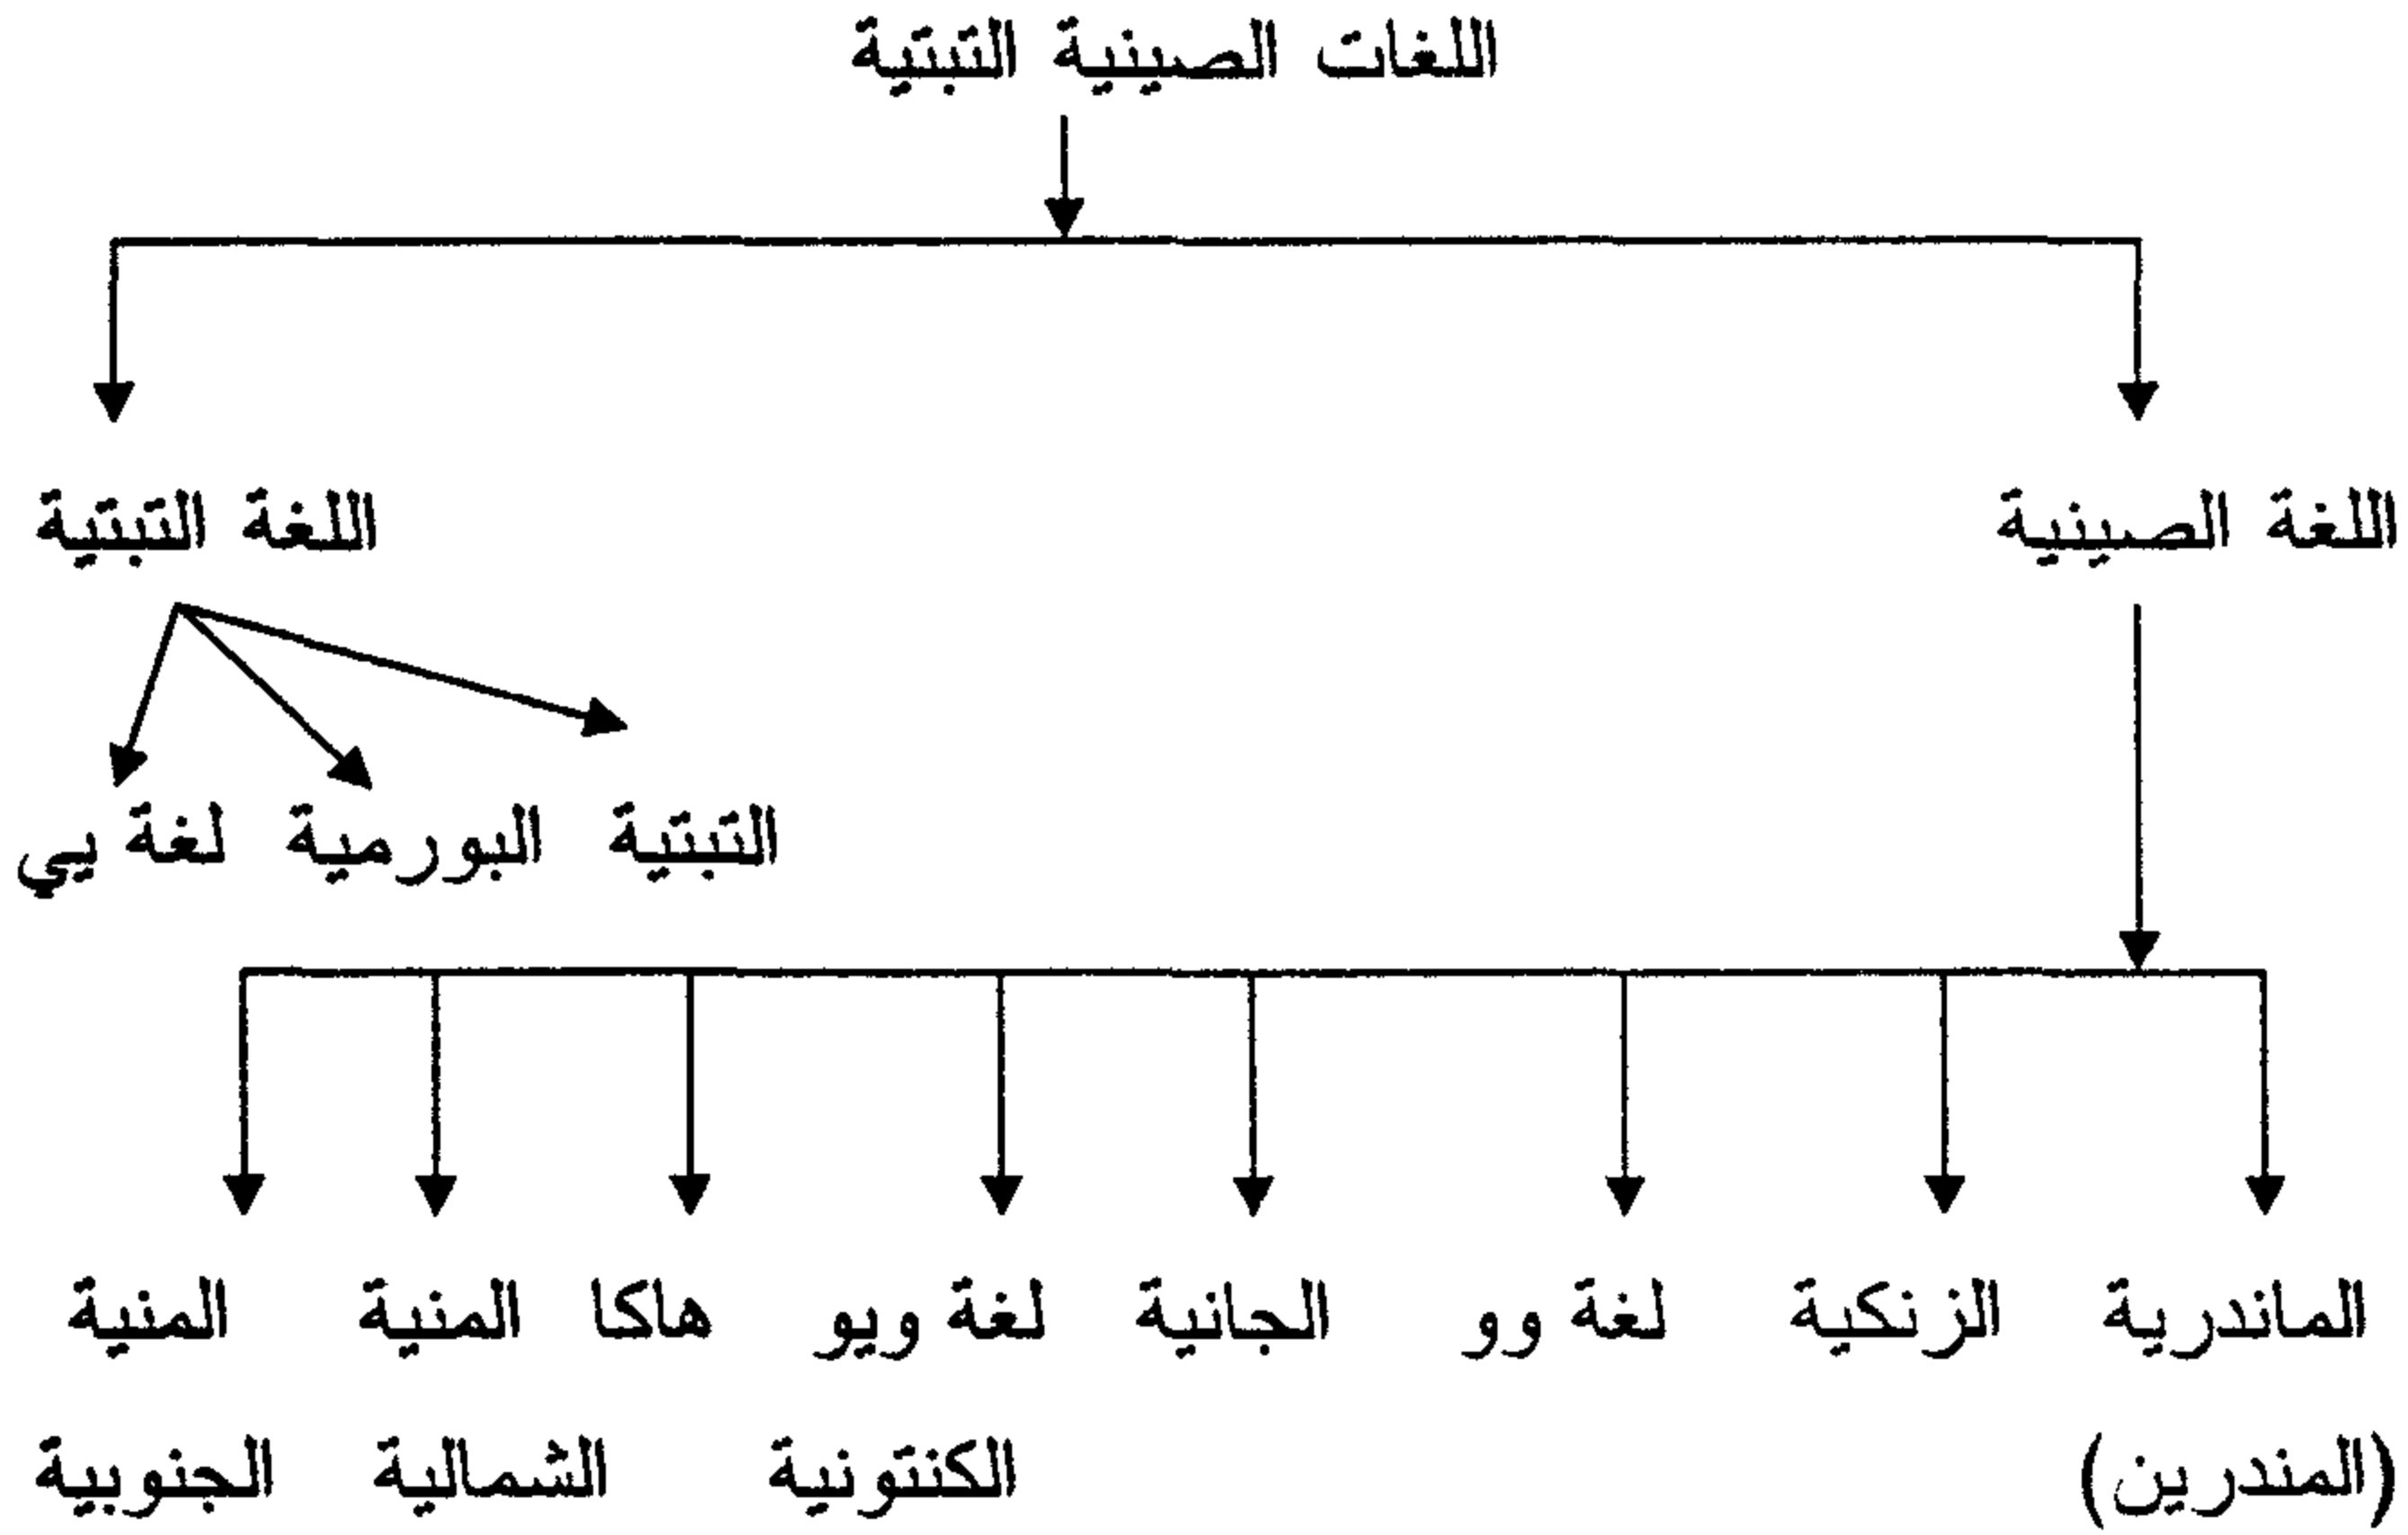 اللغات الصينية التبتية
اللغة الصينية اللغة التبتية
التبتية البورمية لغة يي
الماندرية الزنكية لغة وو الجانية لغة ويو هاكا المنية المنية
(المندرين) الكنتونية الشمالية الجنوبية